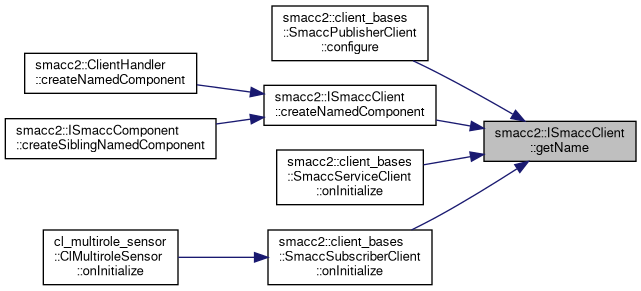 smacc2::client_bases
::SmaccPublisherClient
::configure
smacc2::ClientHandler
::createNamedComponent
smacc2::ISmaccClient
::createNamedComponent
smacc2::ISmaccComponent
::createSiblingNamedComponent
smacc2::ISmaccClient
::getName
smacc2::client_bases
::SmaccServiceClient
::onInitialize
cl_multirole_sensor
::ClMultiroleSensor
::onInitialize
smacc2::client_bases
::SmaccSubscriberClient
::onInitialize